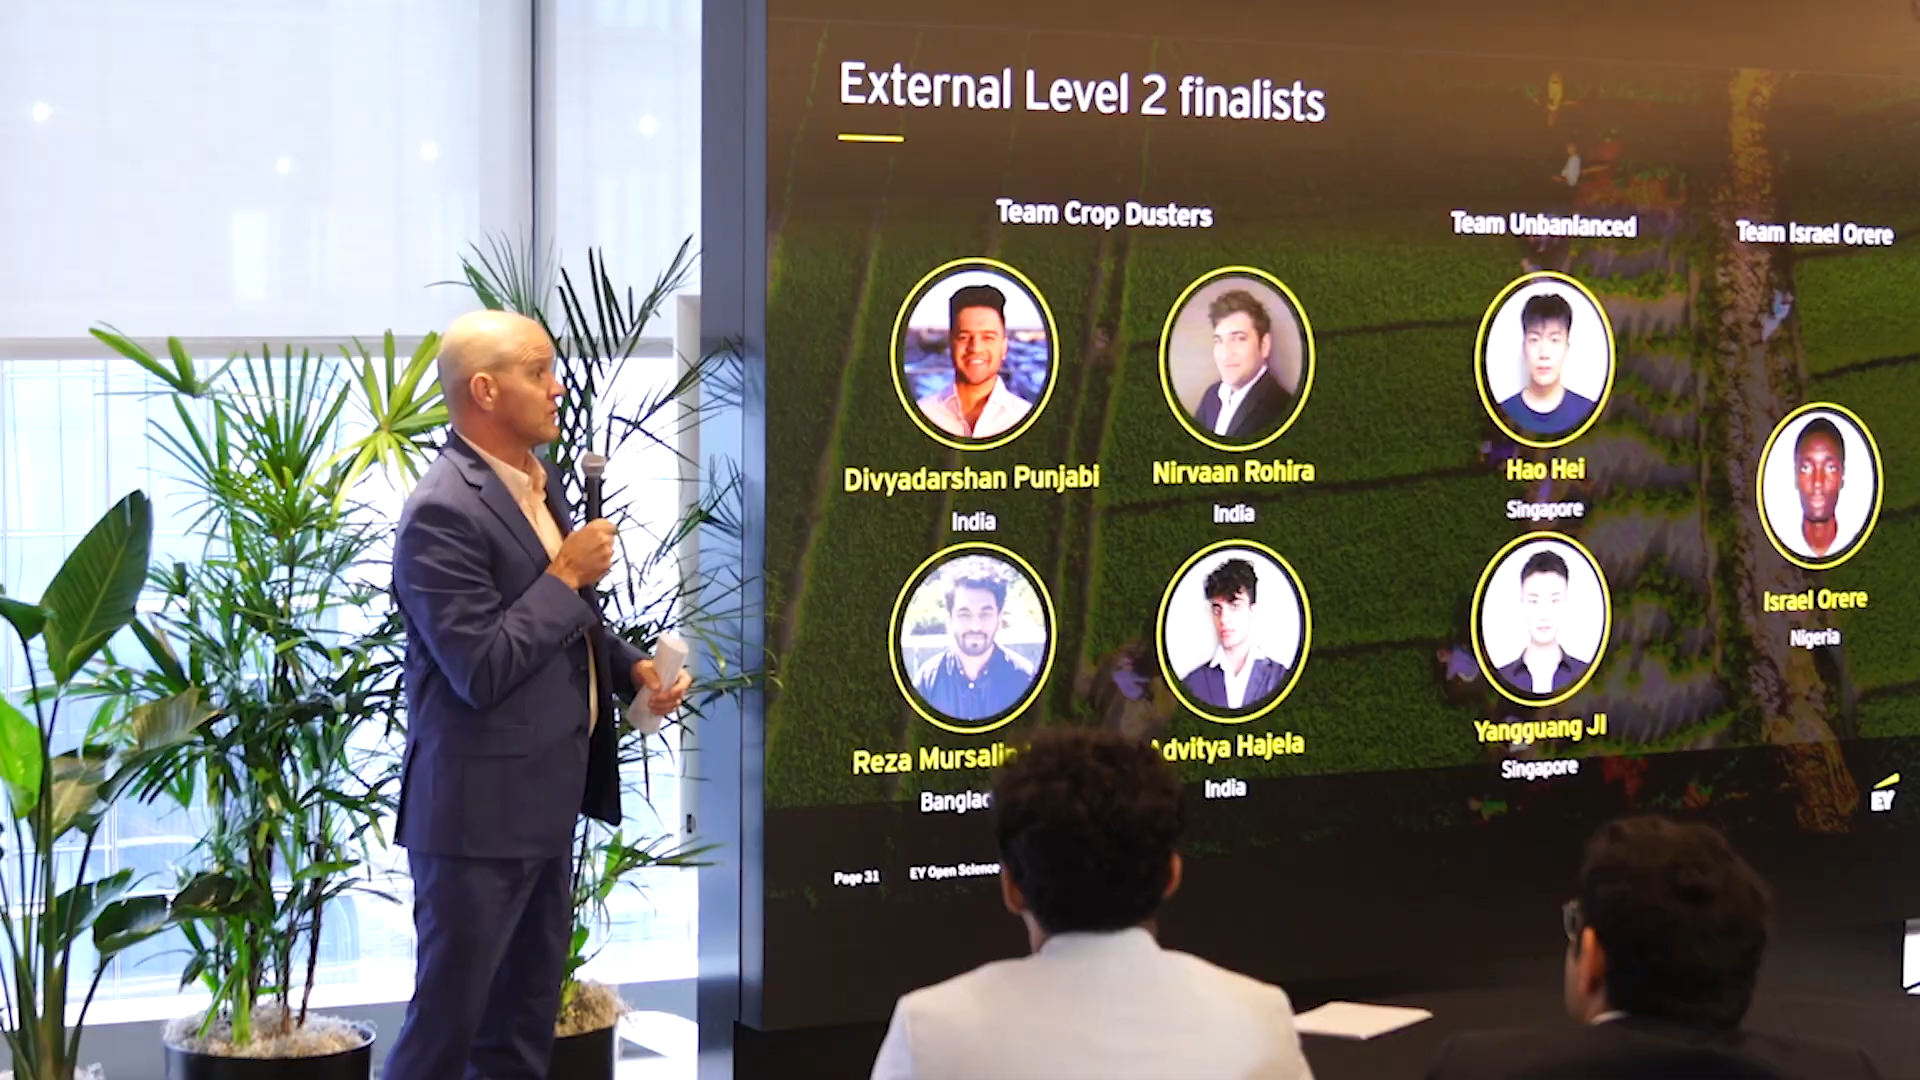 External Level 2 finalists
Team Crop Dusters
Team Unbanlanced
Team Israel Orere
Divyadarshan Punjabi
India
Nirvaan Rohira
India
Hao Hei
Singapore
Israel Orere
Nigeria
Reza Mursalin
Advitya Hajela
India
Yangguang JI
Singapore
Page 31
EY Open Science
EY